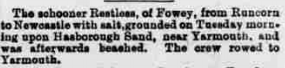 The schooner Restless, of Fowey, from Runcorn
to Newcastle with salt, grounded on Tuesday morn-
ing upon Hasborough Sand, near Yarmouth, and
was afterwards beached. The crew rowed to
Yarmouth.